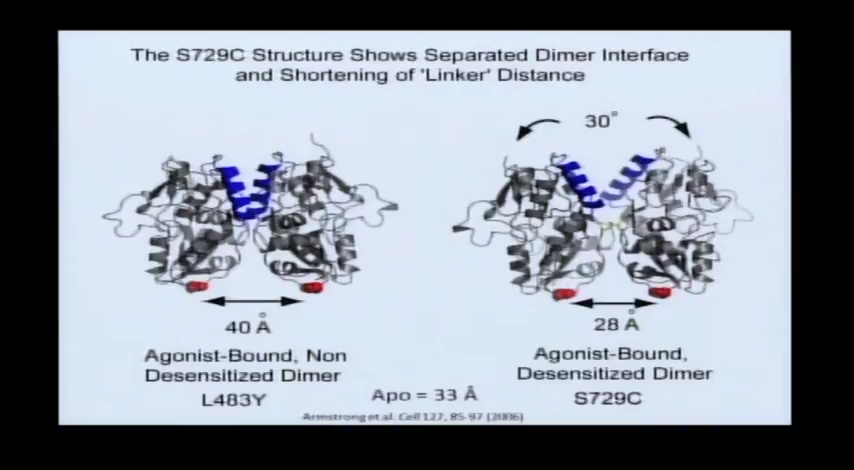 The S729C Structure Shows Separated Dimer Interface
and Shortening of 'Linker' Distance
30°
40 Å
28 Å
Agonist-Bound, Non
Desensitized Dimer
L483Y
Agonist-Bound,
Desensitized Dimer
S729C
Apo = 33 Å
Armstrong et al. Cell 127, 85-97 (2006)